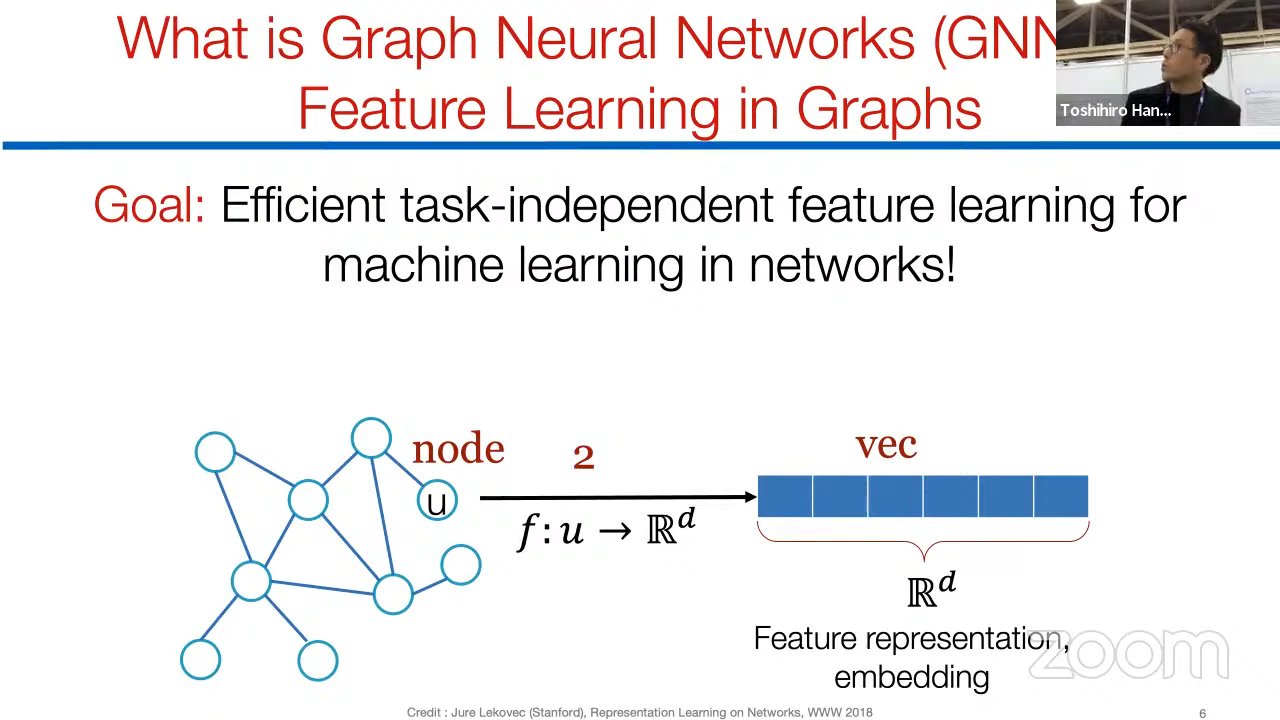 What is Graph Neural Networks (GNN
Feature Learning in Graphs
Toshihiro Han...
Goal: Efficient task-independent feature learning for
machine learning in networks!
node 2 vec
u
f: u → ℝᵈ
ℝᵈ
Feature representation,
embedding
zoom
Credit : Jure Lekovec (Stanford), Representation Learning on Networks, WWW 2018
6